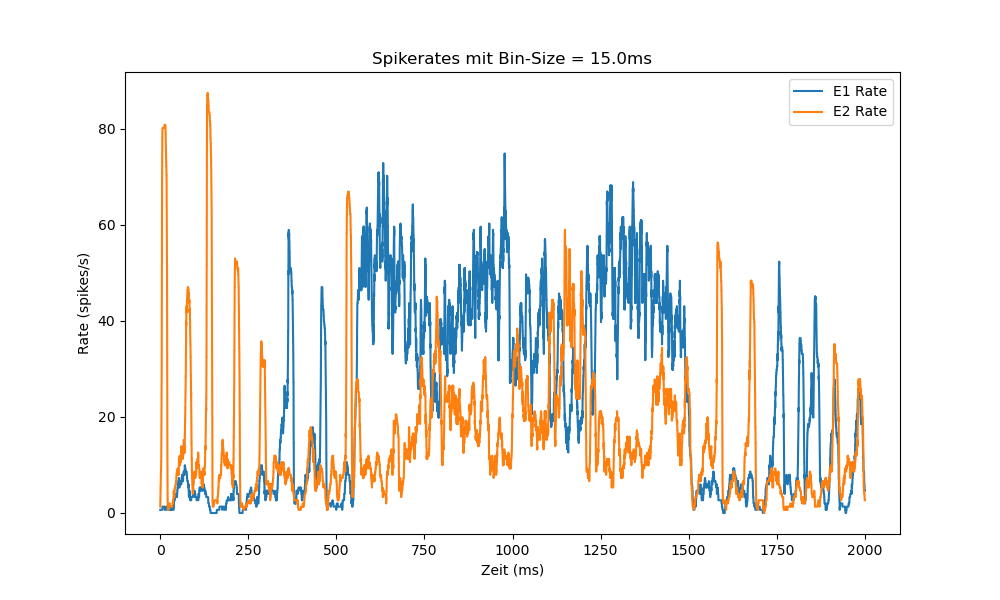 Spikerates mit Bin-Size = 15.0ms
E1 Rate
E2 Rate
Rate (spikes/s)
80
60
40
20
0
0 250 500 750 1000 1250 1500 1750 2000
Zeit (ms)